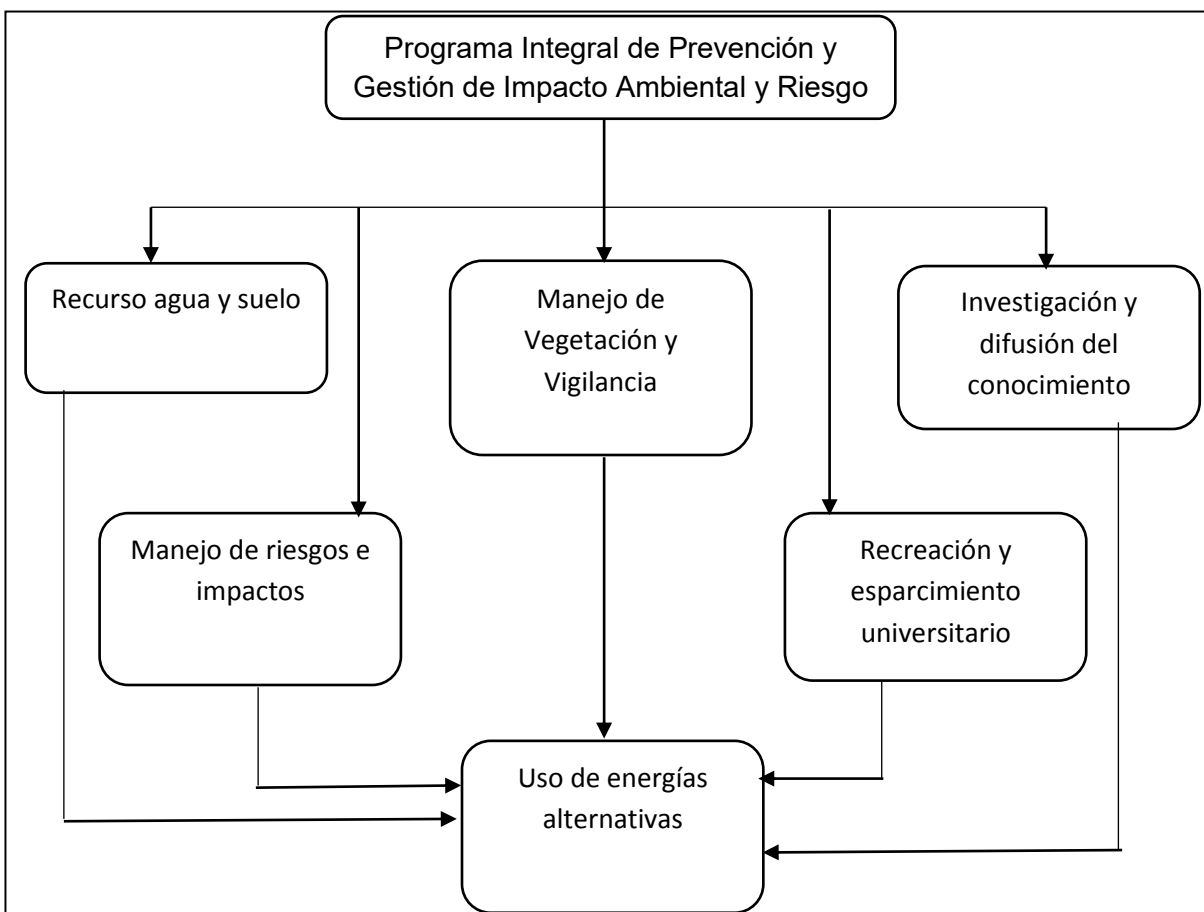 Programa Integral de Prevención y
Gestión de Impacto Ambiental y Riesgo
Recurso agua y suelo
Manejo de
Vegetación y
Vigilancia
Investigación y
difusión del
conocimiento
Manejo de riesgos e
impactos
Recreación y
esparcimiento
universitario
Uso de energías
alternativas